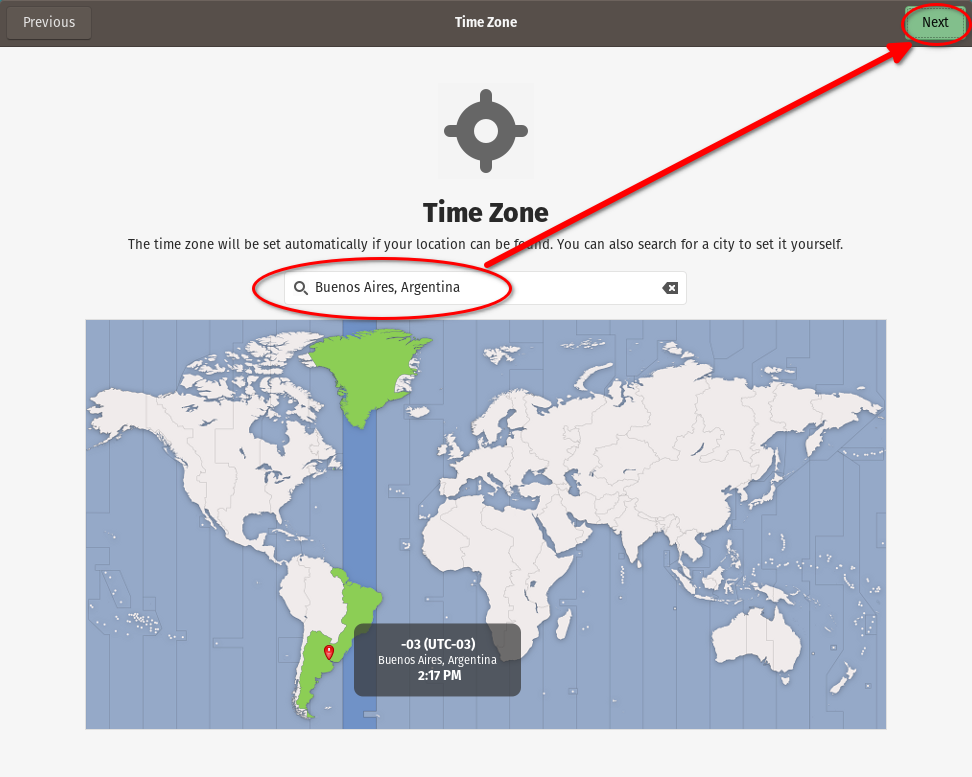 Previous
Time Zone
Next
Time Zone
The time zone will be set automatically if your location can be found. You can also search for a city to set it yourself.
Buenos Aires, Argentina
-03 (UTC-03)
Buenos Aires, Argentina
2:17 PM